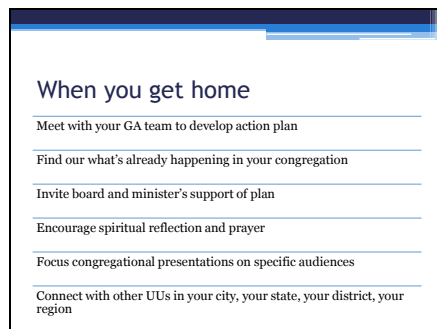 When you get home
Meet with your GA team to develop action plan
Find our what's already happening in your congregation
Invite board and minister's support of plan
Encourage spiritual reflection and prayer
Focus congregational presentations on specific audiences
Connect with other UUs in your city, your state, your district, your
region